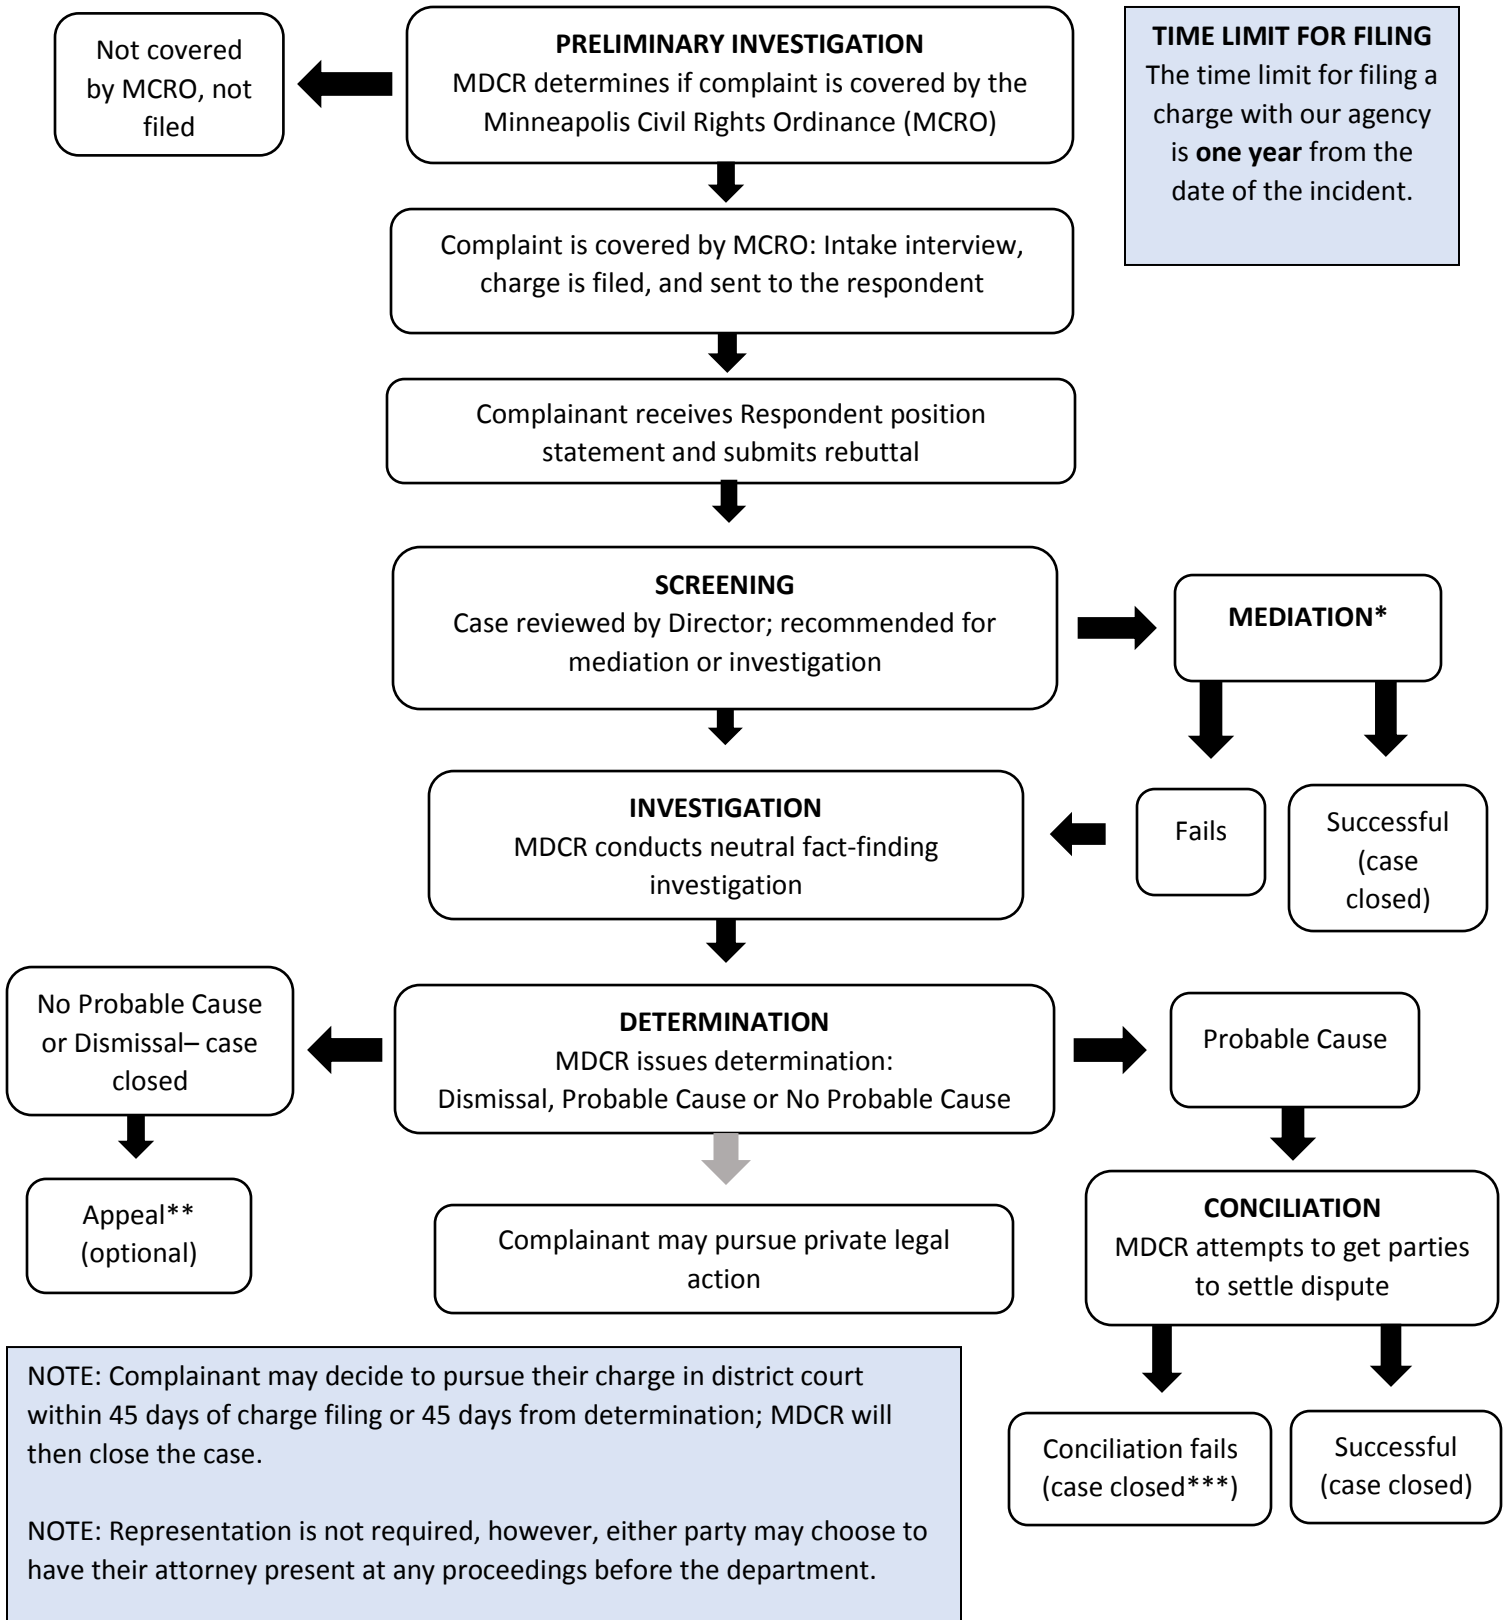 Not covered
by MCRO, not
filed
PRELIMINARY INVESTIGATION
MDCR determines if complaint is covered by the
Minneapolis Civil Rights Ordinance (MCRO)
TIME LIMIT FOR FILING
The time limit for filing a
charge with our agency
is one year from the
date of the incident.
Complaint is covered by MCRO: Intake interview,
charge is filed, and sent to the respondent
Complainant receives Respondent position
statement and submits rebuttal
SCREENING
Case reviewed by Director; recommended for
mediation or investigation
MEDIATION*
INVESTIGATION
MDCR conducts neutral fact-finding
investigation
Fails
Successful
(case
closed)
No Probable Cause
or Dismissal– case
closed
DETERMINATION
MDCR issues determination:
Dismissal, Probable Cause or No Probable Cause
Probable Cause
Appeal**
(optional)
Complainant may pursue private legal
action
CONCILIATION
MDCR attempts to get parties
to settle dispute
NOTE: Complainant may decide to pursue their charge in district court
within 45 days of charge filing or 45 days from determination; MDCR will
then close the case.
NOTE: Representation is not required, however, either party may choose to
have their attorney present at any proceedings before the department.
Conciliation fails
(case closed***)
Successful
(case closed)